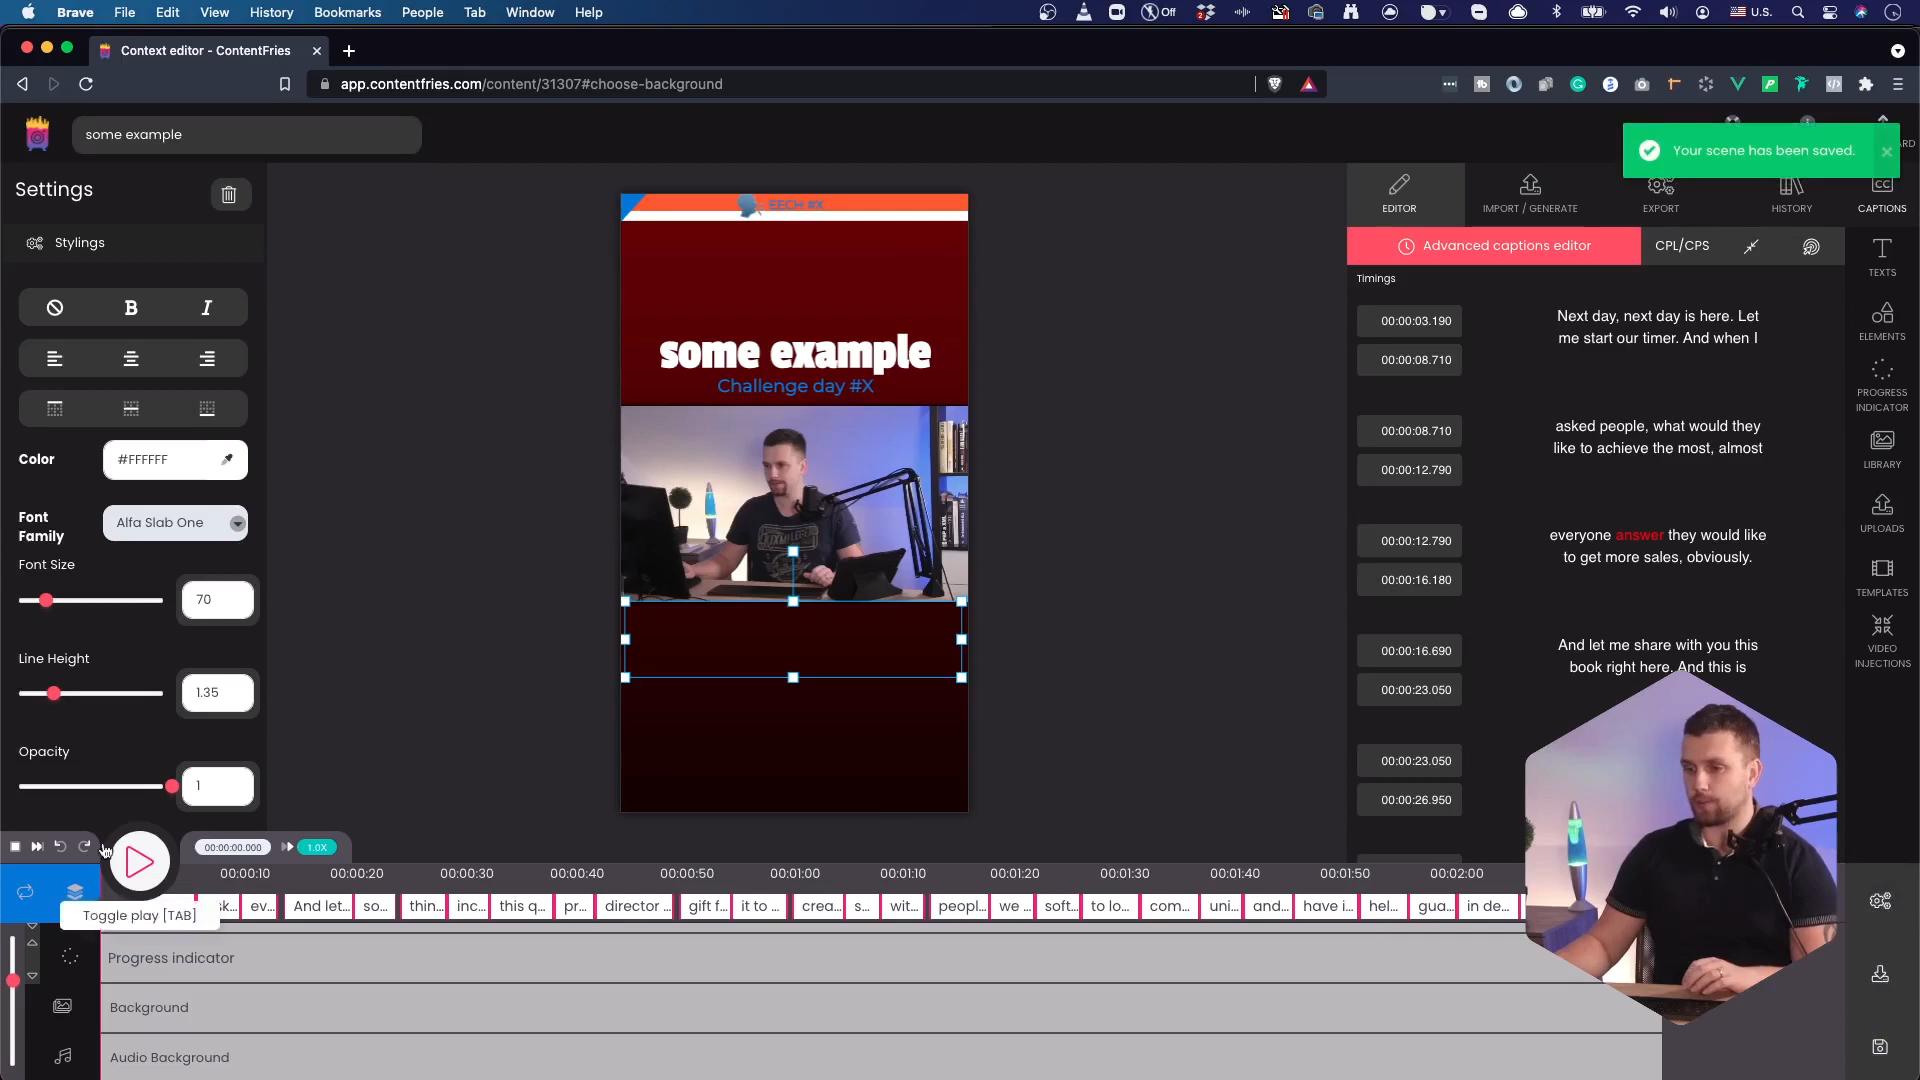 Brave File Edit View History Bookmarks People Tab Window Help
Off
2
U.S.
Context editor - ContentFries
app.contentfries.com/content/31307#choose-background
some example
Your scene has been saved.
Settings
Stylings
B I
Color #FFFFFF
Font Family Alfa Slab One
Font Size
70
Line Height
1.35
Opacity
1
EECH #X
some example
Challenge day #X
EDITOR IMPORT / GENERATE EXPORT HISTORY CAPTIONS
Advanced captions editor CPL/CPS
Timings
00:00:03.190
00:00:08.710
Next day, next day is here. Let
me start our timer. And when I
00:00:08.710
00:00:12.790
asked people, what would they
like to achieve the most, almost
00:00:12.790
00:00:16.180
everyone answer they would like
to get more sales, obviously.
00:00:16.690
00:00:23.050
And let me share with you this
book right here. And this is
00:00:23.050
00:00:26.950
CC
TEXTS
ELEMENTS
PROGRESS
INDICATOR
LIBRARY
UPLOADS
TEMPLATES
VIDEO
INJECTIONS
00:00:00.000 1.0X
00:00:10 00:00:20 00:00:30 00:00:40 00:00:50 00:01:00 00:01:10 00:01:20 00:01:30 00:01:40 00:01:50 00:02:00
sk... ev... And let... so... thin... inc... this q... pr... director ... gift f... it to ... crea... s... wit... peopl... we ... soft... to lo... com... uni... and... have i... hel... gua... in de...
Toggle play [TAB]
Progress indicator
Background
Audio Background